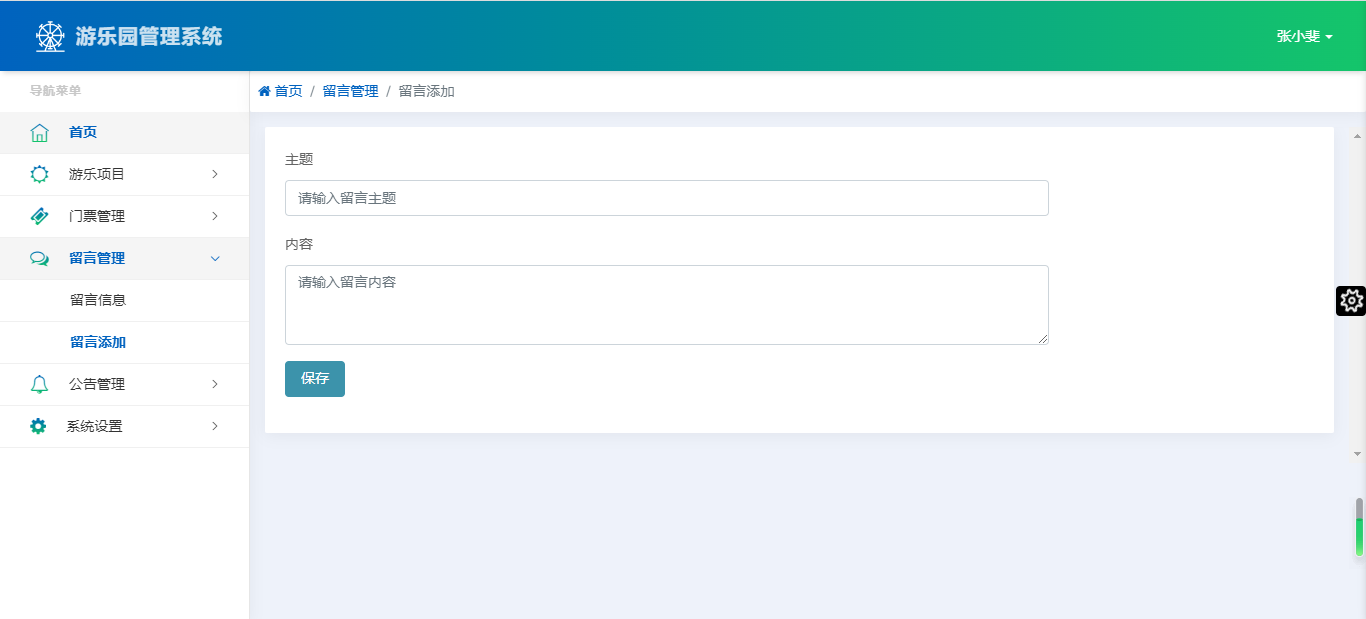 游乐园管理系统
张小斐
导航菜单
首页 / 留言管理 / 留言添加
首页
游乐项目
门票管理
留言管理
留言信息
留言添加
公告管理
系统设置
主题
请输入留言主题
内容
请输入留言内容
保存